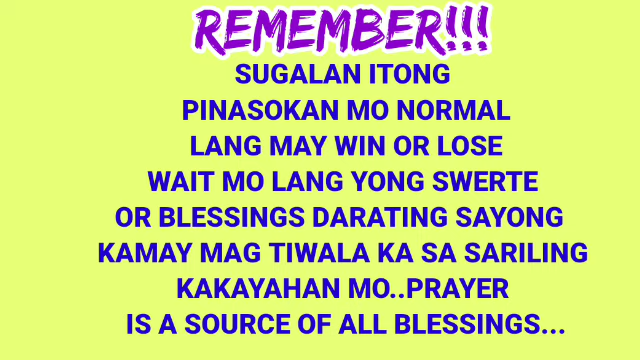 REMEMBER!!!
SUGALAN ITONG
PINASOKAN MO NORMAL
LANG MAY WIN OR LOSE
WAIT MO LANG YONG SWERTE
OR BLESSINGS DARATING SAYONG
KAMAY MAG TIWALA KA SA SARILING
KAKAYAHAN MO..PRAYER
IS A SOURCE OF ALL BLESSINGS...